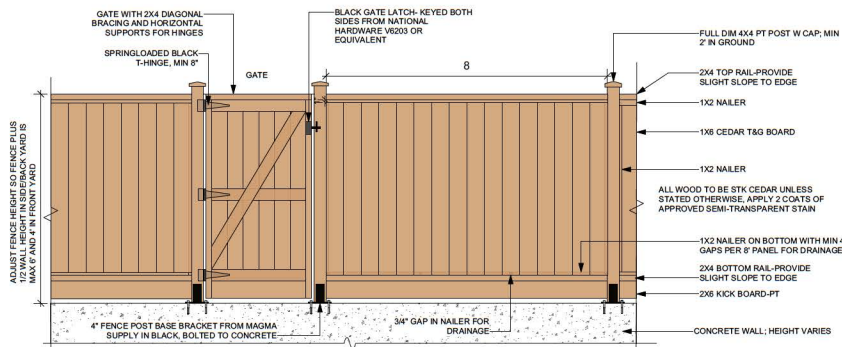 GATE WITH 2X4 DIAGONAL
BRACING AND HORIZONTAL
SUPPORTS FOR HINGES
SPRINGLOADED BLACK
T-HINGE, MIN 8"
GATE
BLACK GATE LATCH- KEYED BOTH
SIDES FROM NATIONAL
HARDWARE V6203 OR
EQUIVALENT
8
FULL DIM 4X4 PT POST W CAP; MIN
2' IN GROUND
2X4 TOP RAIL-PROVIDE
SLIGHT SLOPE TO EDGE
1X2 NAILER
1X6 CEDAR T&G BOARD
1X2 NAILER
ALL WOOD TO BE STK CEDAR UNLESS
STATED OTHERWISE, APPLY 2 COATS OF
APPROVED SEMI-TRANSPARENT STAIN
1X2 NAILER ON BOTTOM WITH MIN 4
GAPS PER 8' PANEL FOR DRAINAGE
2X4 BOTTOM RAIL-PROVIDE
SLIGHT SLOPE TO EDGE
2X6 KICK BOARD-PT
CONCRETE WALL; HEIGHT VARIES
ADJUST FENCE HEIGHT SO FENCE PLUS
1/2 WALL HEIGHT IN SIDE/BACK YARD IS
MAX 6' AND 4' IN FRONT YARD
4" FENCE POST BASE BRACKET FROM MAGMA
SUPPLY IN BLACK, BOLTED TO CONCRETE
3/4" GAP IN NAILER FOR
DRAINAGE